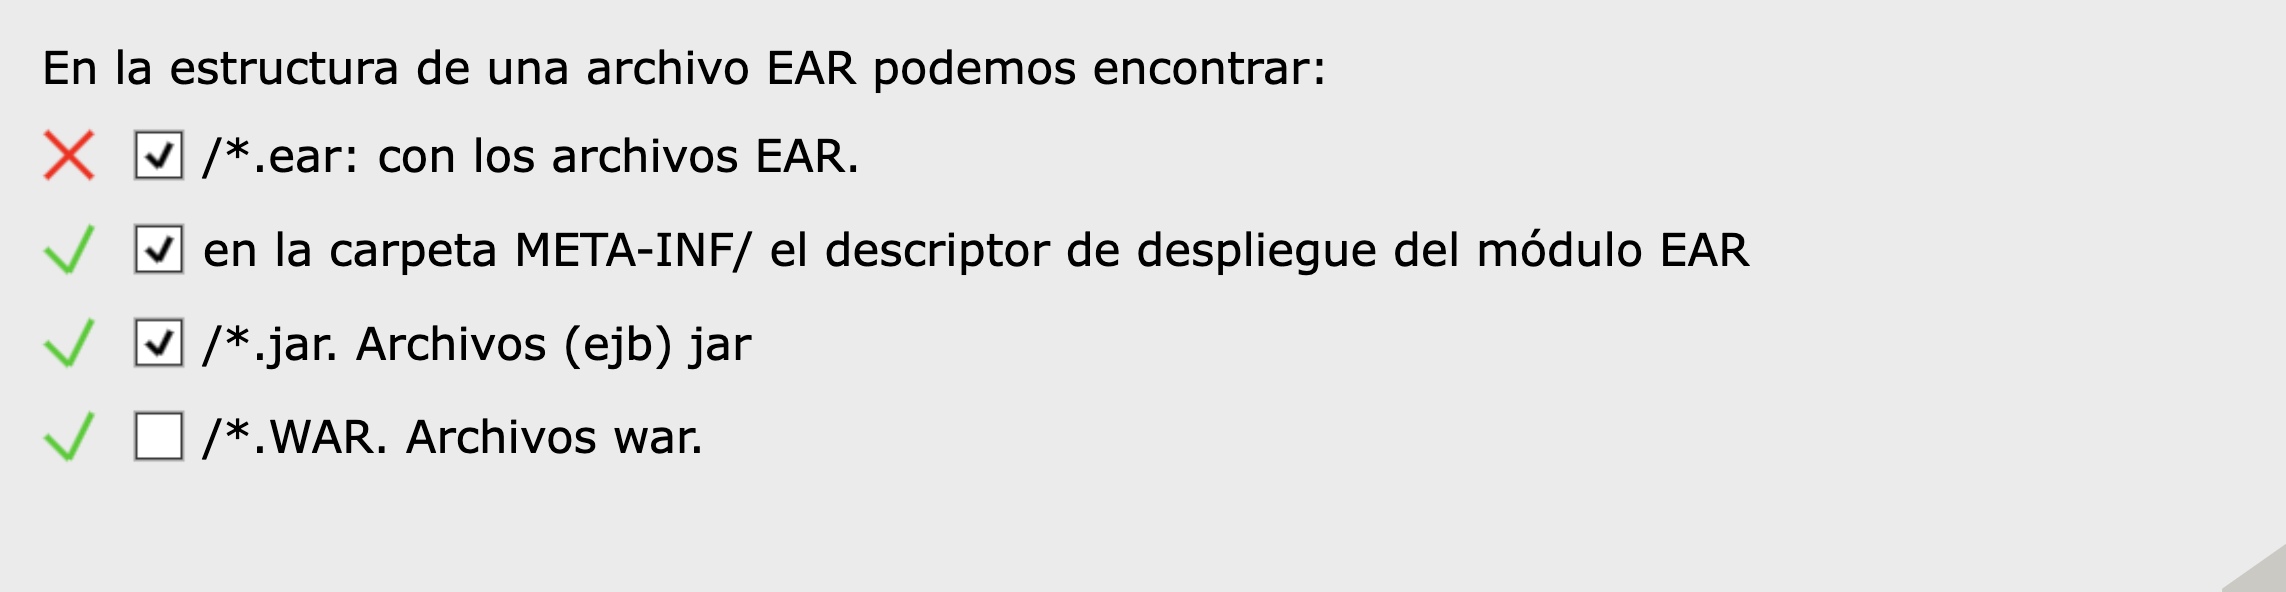 En la estructura de una archivo EAR podemos encontrar:
/*.ear: con los archivos EAR.
en la carpeta META-INF/ el descriptor de despliegue del módulo EAR
/*.jar. Archivos (ejb) jar
/*.WAR. Archivos war.